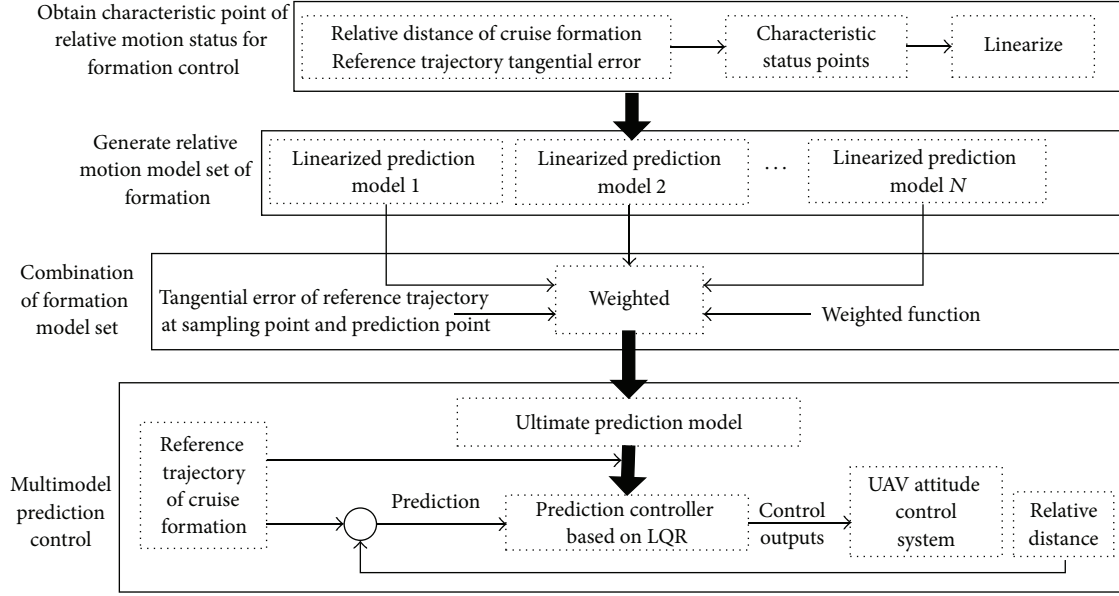 Obtain characteristic point of
relative motion status for
formation control
Relative distance of cruise formation
Reference trajectory tangential error
Characteristic
status points
Linearize
Generate relative
motion model set of
formation
Linearized prediction
model 1
Linearized prediction
model 2
...
Linearized prediction
model N
Combination
of formation
model set
Tangential error of reference trajectory
at sampling point and prediction point
Weighted
Weighted function
Multimodel
prediction
control
Ultimate prediction model
Reference
trajectory
of cruise
formation
Prediction
Prediction controller
based on LQR
Control
outputs
UAV attitude
control
system
Relative
distance